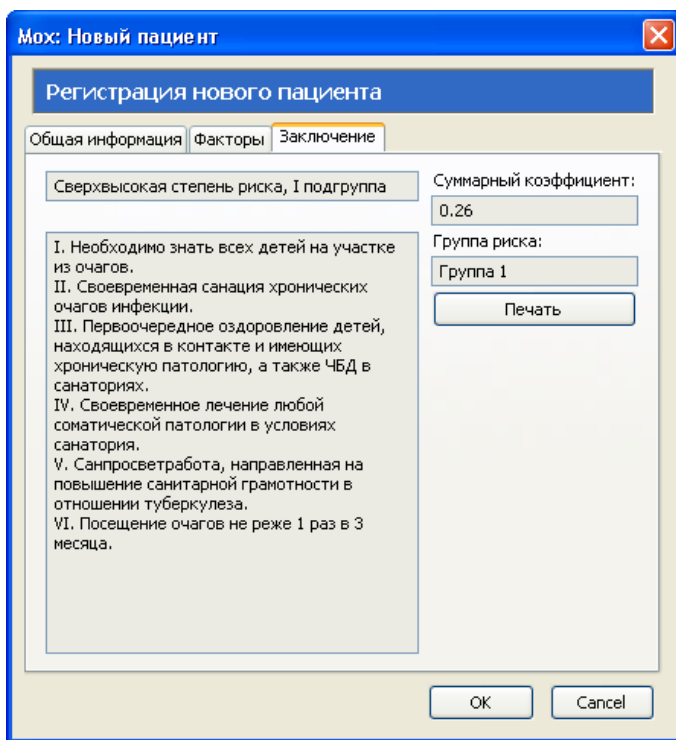 Мох: Новый пациент
Регистрация нового пациента
Общая информация
Факторы
Заключение
Сверхвысокая степень риска, I подгруппа
I. Необходимо знать всех детей на участке
из очагов.
II. Своевременная санация хронических
очагов инфекции.
III. Первоочередное оздоровление детей,
находящихся в контакте и имеющих
хроническую патологию, а также ЧБД в
санаториях.
IV. Своевременное лечение любой
соматической патологии в условиях
санатория.
V. Санпросветработа, направленная на
повышение санитарной грамотности в
отношении туберкулеза.
VI. Посещение очагов не реже 1 раз в 3
месяца.
Суммарный коэффициент:
0.26
Группа риска:
Группа 1
Печать
OK
Cancel